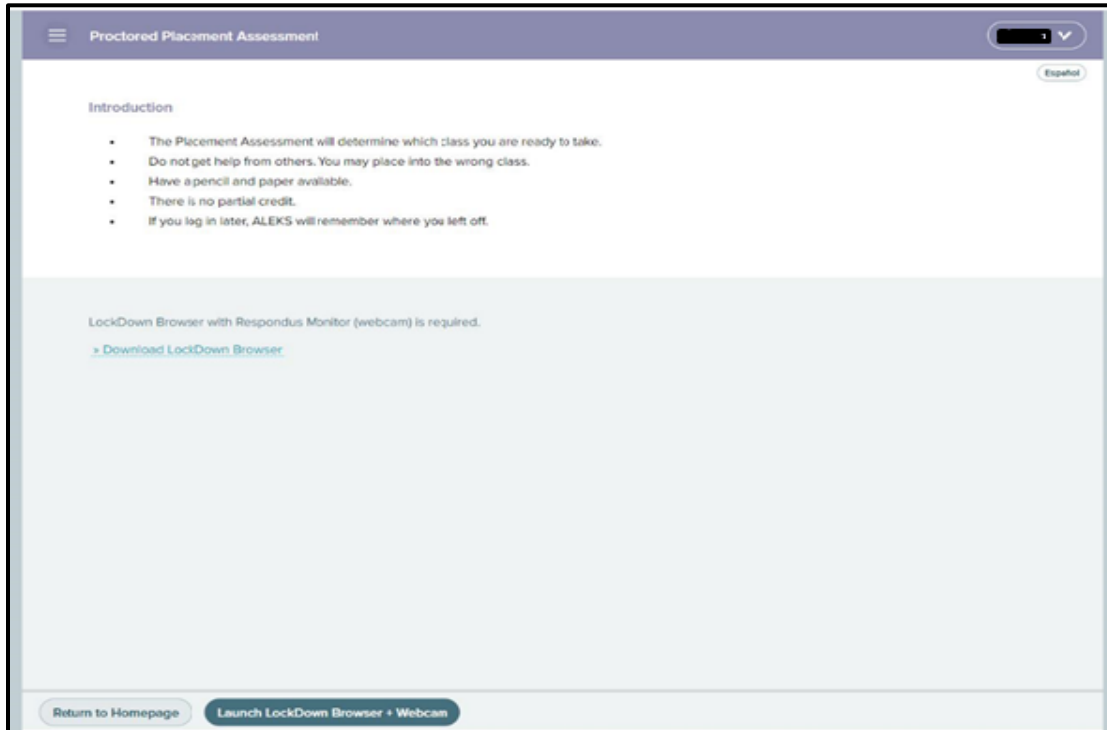 Proctored Placement Assessment
Español
Introduction
• The Placement Assessment will determine which class you are ready to take.
• Do not get help from others. You may place into the wrong class.
• Have a pencil and paper available.
• There is no partial credit.
• If you log in later, ALEKS will remember where you left off.
LockDown Browser with Respondus Monitor (webcam) is required.
» Download LockDown Browser
Return to Homepage
Launch LockDown Browser + Webcam